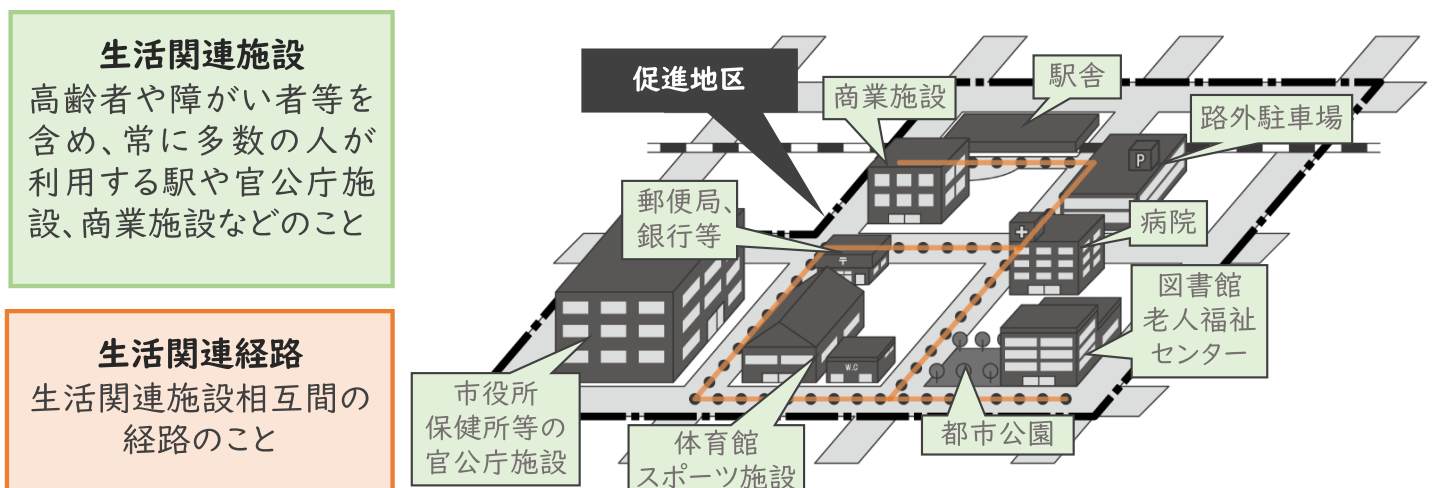 生活関連施設
高齢者や障がい者等を
含め、常に多数の人が
利用する駅や官公庁施
設、商業施設などのこと
生活関連経路
生活関連施設相互間の
経路のこと
促進地区
商業施設
駅舎
路外駐車場
P
郵便局、
銀行等
〒
病院
図書館
老人福祉
センター
W.C
市役所
保健所等の
官公庁施設
体育館
スポーツ施設
都市公園